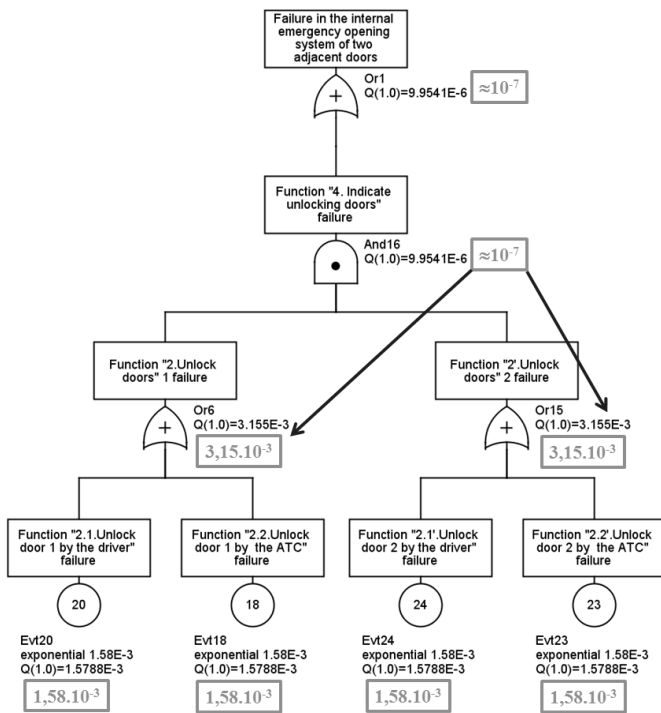 Failure in the internal
emergency opening
system of two
adjacent doors
Or1
Q(1.0)=9.9541E-6
≈10-7
+
Function "4. Indicate
unlocking doors"
failure
And16
Q(1.0)=9.9541E-6
≈10-7
Function "2.Unlock
doors" 1 failure
Function "2'.Unlock
doors" 2 failure
Or6
Q(1.0)=3.155E-3
+
3,15.10-3
Or15
Q(1.0)=3.155E-3
+
3,15.10-3
Function "2.1.Unlock
door 1 by the driver"
failure
Function "2.2.Unlock
door 1 by the ATC"
failure
Function "2.1'.Unlock
door 2 by the driver"
failure
Function "2.2'.Unlock
door 2 by the ATC"
failure
20
18
24
23
Evt20
exponential 1.58E-3
Q(1.0)=1.5788E-3
1,58.10-3
Evt18
exponential 1.58E-3
Q(1.0)=1.5788E-3
1,58.10-3
Evt24
exponential 1.58E-3
Q(1.0)=1.5788E-3
1,58.10-3
Evt23
exponential 1.58E-3
Q(1.0)=1.5788E-3
1,58.10-3